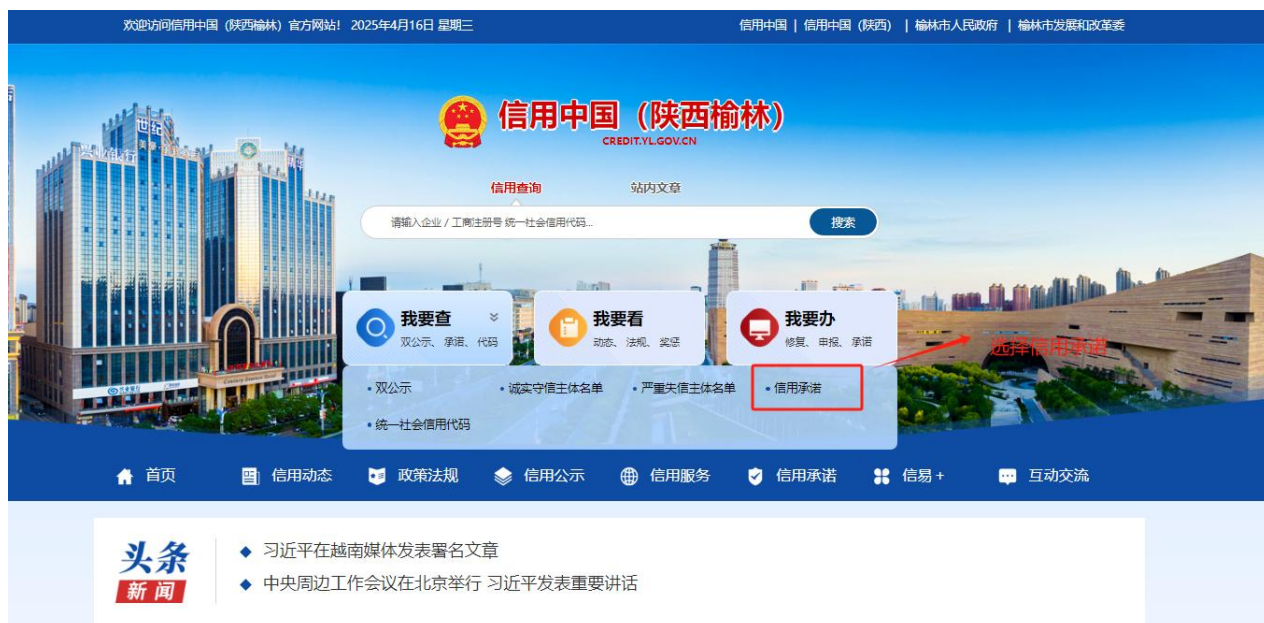 欢迎访问信用中国（陕西榆林）官方网站！ 2025年4月16日 星期三
信用中国 | 信用中国（陕西） | 榆林市人民政府 | 榆林市发展和改革委
信用中国（陕西榆林）
CREDIT.YL.GOV.CN
信用查询 站内文章
请输入企业 / 工商注册号 统一社会信用代码...
搜索
我要查
双公示、承诺、代码
我要看
动态、法规、奖惩
我要办
修复、申报、承诺
选择信用承诺
双公示
诚实守信主体名单
严重失信主体名单
信用承诺
统一社会信用代码
首页 信用动态 政策法规 信用公示 信用服务 信用承诺 信易+ 互动交流
头条
新闻
习近平在越南媒体发表署名文章
中央周边工作会议在北京举行 习近平发表重要讲话